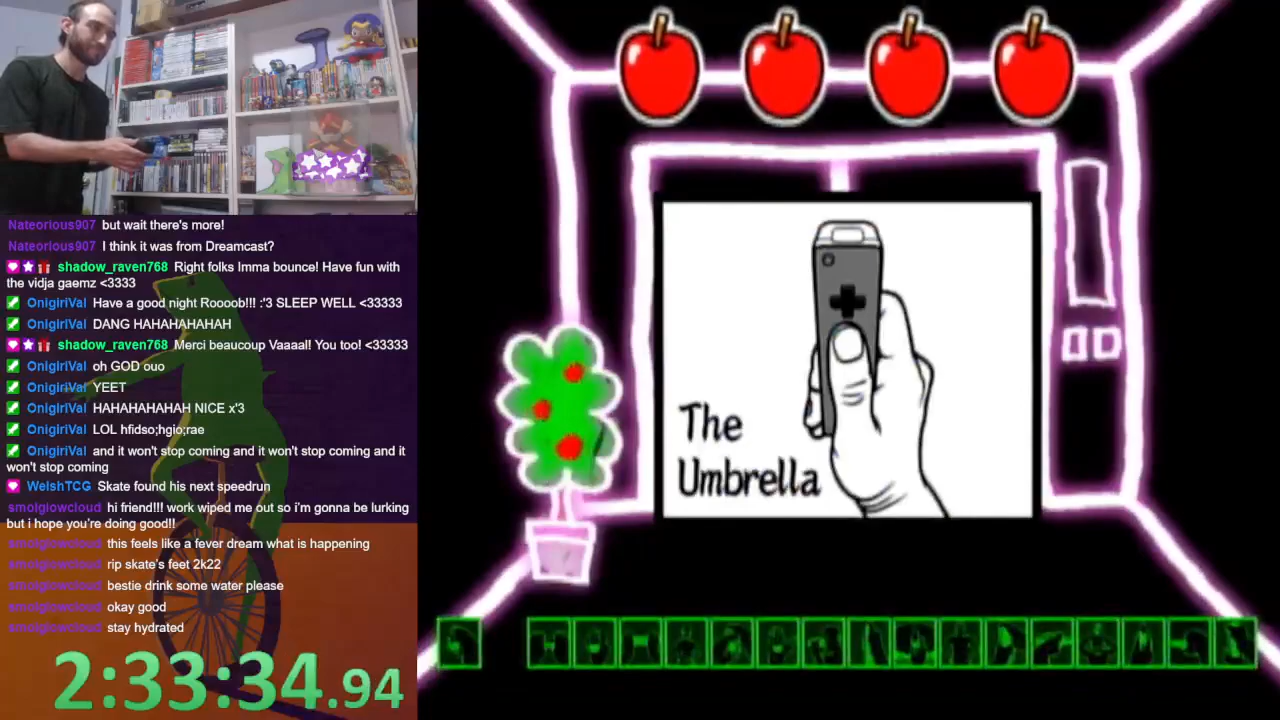 Nateorious907 but wait there's more!
Nateorious907 I think it was from Dreamcast?
shadow_raven768 Right folks Imma bounce! Have fun with
the vidja gaemz <3333
OnigiriVal Have a good night Roooob!!! :'3 SLEEP WELL <33333
OnigiriVal DANG HAHAHAHAHAH
shadow_raven768 Merci beaucoup Vaaaal! You too! <33333
OnigiriVal oh GOD ouo
OnigiriVal YEET
OnigiriVal HAHAHAHAHAH NICE x'3
OnigiriVal LOL hfidso;hgio;rae
OnigiriVal and it won't stop coming and it won't stop coming and it
won't stop coming
WelshTCG Skate found his next speedrun
smolglowcloud hi friend!!! work wiped me out so i'm gonna be lurking
but i hope you're doing good!!
smolglowcloud this feels like a fever dream what is happening
smolglowcloud rip skate's feet 2k22
smolglowcloud bestie drink some water please
smolglowcloud okay good
smolglowcloud stay hydrated
2:33:34.94
The
Umbrella